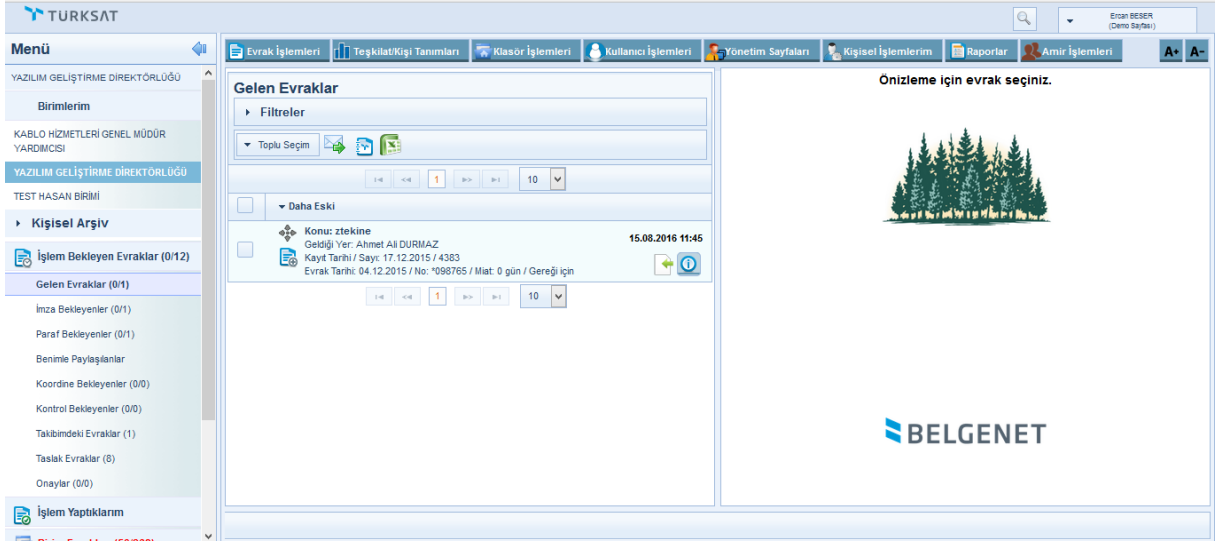 TURKSAT
Ercan BESER
(Demo Sayfası)
Menü
Evrak İşlemleri
Teşkilat/Kişi Tanımları
Klasör İşlemleri
Kullanıcı İşlemleri
Yönetim Sayfaları
Kişisel İşlemlerim
Raporlar
Amir İşlemleri
A+ A-
YAZILIM GELİŞTİRME DİREKTÖRLÜĞÜ
Birimlerim
KABLO HİZMETLERİ GENEL MÜDÜR
YARDIMCISI
YAZILIM GELİŞTİRME DİREKTÖRLÜĞÜ
TEST HASAN BİRİMİ
Kişisel Arşiv
İşlem Bekleyen Evraklar (0/12)
Gelen Evraklar (0/1)
İmza Bekleyenler (0/1)
Paraf Bekleyenler (0/1)
Benimle Paylaşılanlar
Koordine Bekleyenler (0/0)
Kontrol Bekleyenler (0/0)
Takibimdeki Evraklar (1)
Taslak Evraklar (8)
Onaylar (0/0)
İşlem Yaptıklarım
Gelen Evraklar
Filtreler
Toplu Seçim
1
10
Daha Eski
Konu: ztekine
Geldiği Yer: Ahmet Ali DURMAZ
Kayıt Tarihi / Sayı: 17.12.2015 / 4383
Evrak Tarihi: 04.12.2015 / No: *098765 / Miat: 0 gün / Gereği için
15.08.2016 11:45
1
10
Önizleme için evrak seçiniz.
BELGENET